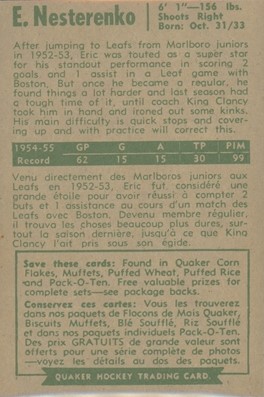 E. Nesterenko
6' 1"—156 lbs.
Shoots Right
Born: Oct. 31/33
After jumping to Leafs from Marlboro juniors
in 1952-53, Eric was touted as a super star
for his standout performance in scoring 2
goals and 1 assist in a Leaf game with
Boston. But once he became a regular, he
found things a lot harder and last season had
a tough time of it, until coach King Clancy
took him in hand and ironed out some kinks.
His main difficulty is quick stops and cover-
ing up and with practice will correct this.
1954-55 GP G A TP PIM
Record 62 15 15 30 99
Venu directement des Marlboros juniors aux
Leafs en 1952-53, Eric fut considéré une
grande étoile pour avoir réussi à compter 2
buts et 1 assistance au cours d'un match des
Leafs avec Boston. Devenu membre régulier,
il trouva les choses beaucoup plus dures, sur-
tout la saison dernière, jusqu'à ce que King
Clancy l'ait pris sous son égide.
Save these cards: Found in Quaker Corn
Flakes, Muffets, Puffed Wheat, Puffed Rice
and Pack-O-Ten. Free valuable prizes for
complete sets—see package backs.
Conservez ces cartes: Vous les trouverez
dans nos paquets de Flocons de Maïs Quaker,
Biscuits Muffets, Blé Soufflé, Riz Soufflé
et dans nos paquets individuels Pack-O-Ten.
Des prix GRATUITS de grande valeur sont
offerts pour une série complète de photos
—voyez les détails au dos des paquets.
QUAKER HOCKEY TRADING CARD.